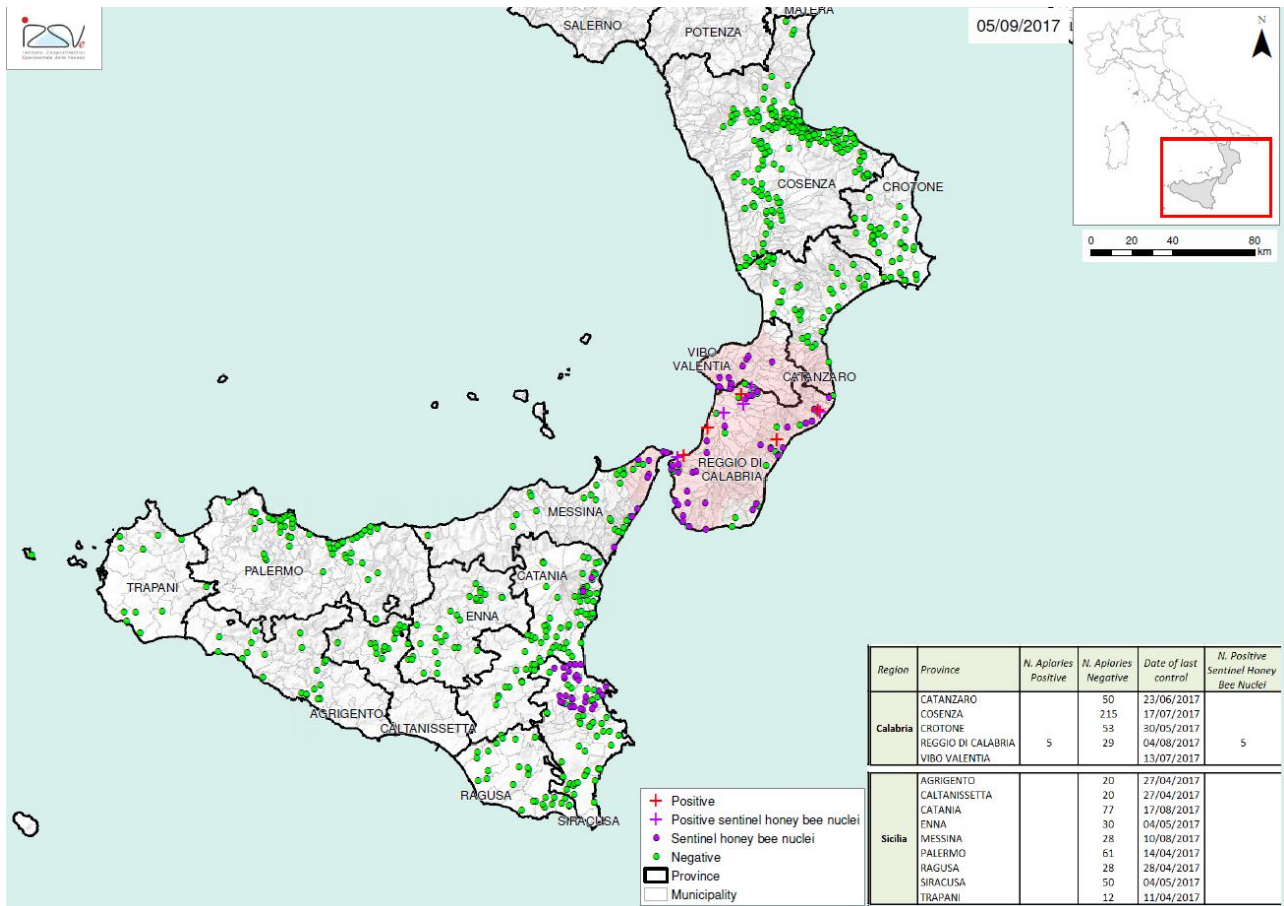 IZSVe
Istituto Zooprofilattico
Sperimentale delle Venezie
MATERA
SALERNO
POTENZA
05/09/2017
N
COSENZA
CROTONE
0 20 40 80
km
VIBO
VALENTIA
CATANZARO
REGGIO DI
CALABRIA
MESSINA
PALERMO
TRAPANI
CATANIA
ENNA
AGRIGENTO
CALTANISSETTA
RAGUSA
SIRACUSA
Positive
Positive sentinel honey bee nuclei
Sentinel honey bee nuclei
Negative
Province
Municipality
Region Province N. Apiaries Positive N. Apiaries Negative Date of last control N. Positive Sentinel Honey Bee Nuclei
Calabria
CATANZARO 50 23/06/2017
COSENZA 215 17/07/2017
CROTONE 53 30/05/2017
REGGIO DI CALABRIA 5 29 04/08/2017 5
VIBO VALENTIA 13/07/2017
Sicilia
AGRIGENTO 20 27/04/2017
CALTANISSETTA 20 27/04/2017
CATANIA 77 17/08/2017
ENNA 30 04/05/2017
MESSINA 28 10/08/2017
PALERMO 61 14/04/2017
RAGUSA 28 28/04/2017
SIRACUSA 50 04/05/2017
TRAPANI 12 11/04/2017